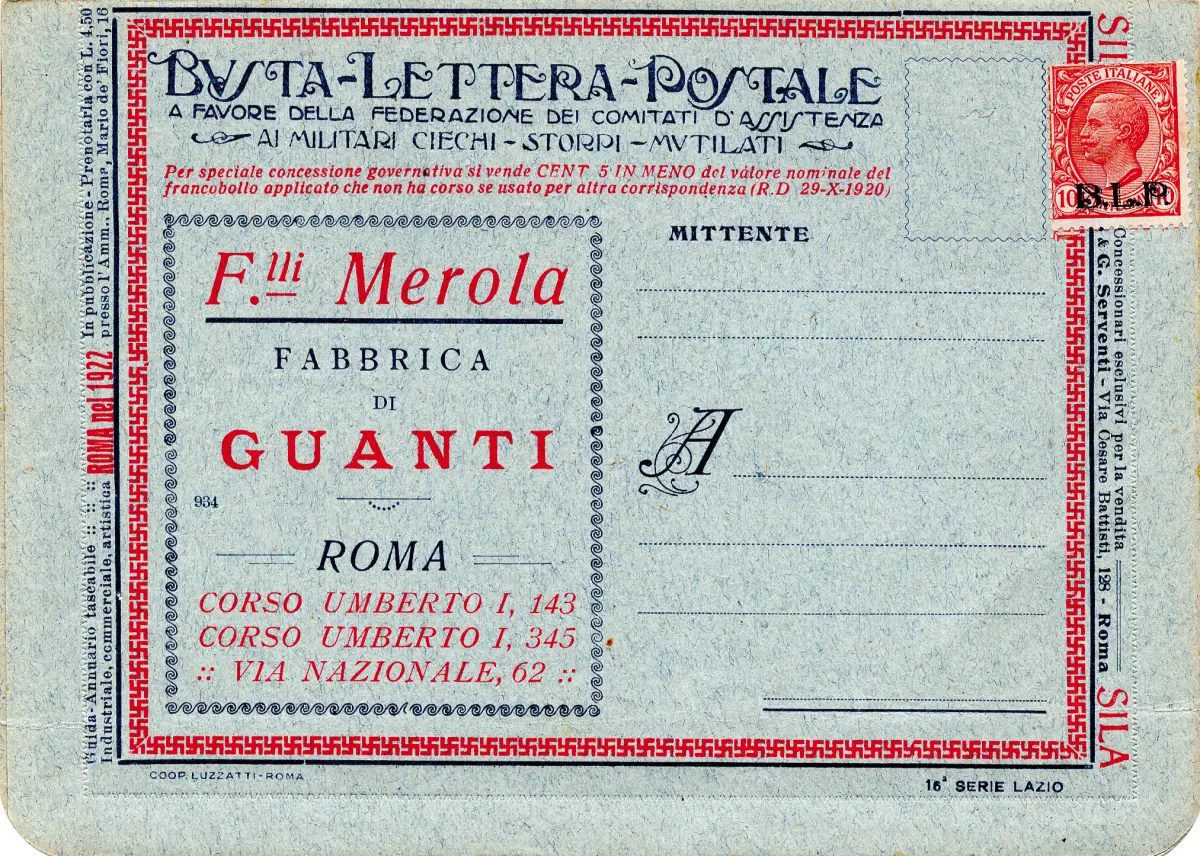 BUSTA-LETTERA-POSTALE
A FAVORE DELLA FEDERAZIONE DEI COMITATI D'ASSISTENZA
AI MILITARI CIECHI - STORPI - MVTILATI
Per speciale concessione governativa si vende CENT 5 IN MENO del valore nominale del
francobollo applicato che non ha corso se usato per altra corrispondenza (R.D 29-X-1920)
POSTE ITALIANE
10
B.L.P.
F.lli Merola
FABBRICA
DI
GUANTI
934
ROMA
CORSO UMBERTO I, 143
CORSO UMBERTO I, 345
:: VIA NAZIONALE, 62 ::
MITTENTE
A
Guida-Annuario tascabile :: :: :: ROMA nel 1922 In pubblicazione - Prenotarla con L. 4,50
Industriale, commerciale, artistica presso l'Amm., Roma, Mario de' Fiori, 16
SIL
Concessionari esclusivi per la vendita
& G. Serventi - Via Cesare Battisti, 128 - Roma
SILA
COOP. LUZZATTI-ROMA
16ª SERIE LAZIO